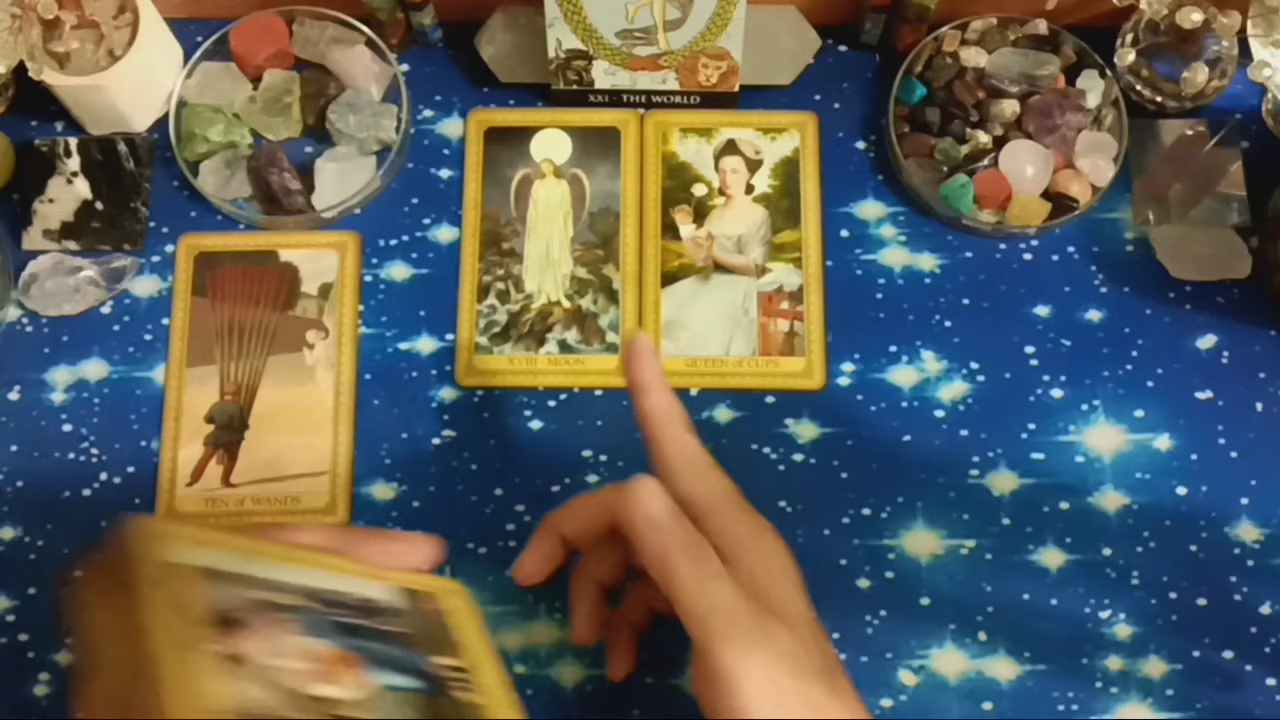 XXI - THE WORLD
XVIII - MOON
QUEEN of CUPS
TEN of WANDS